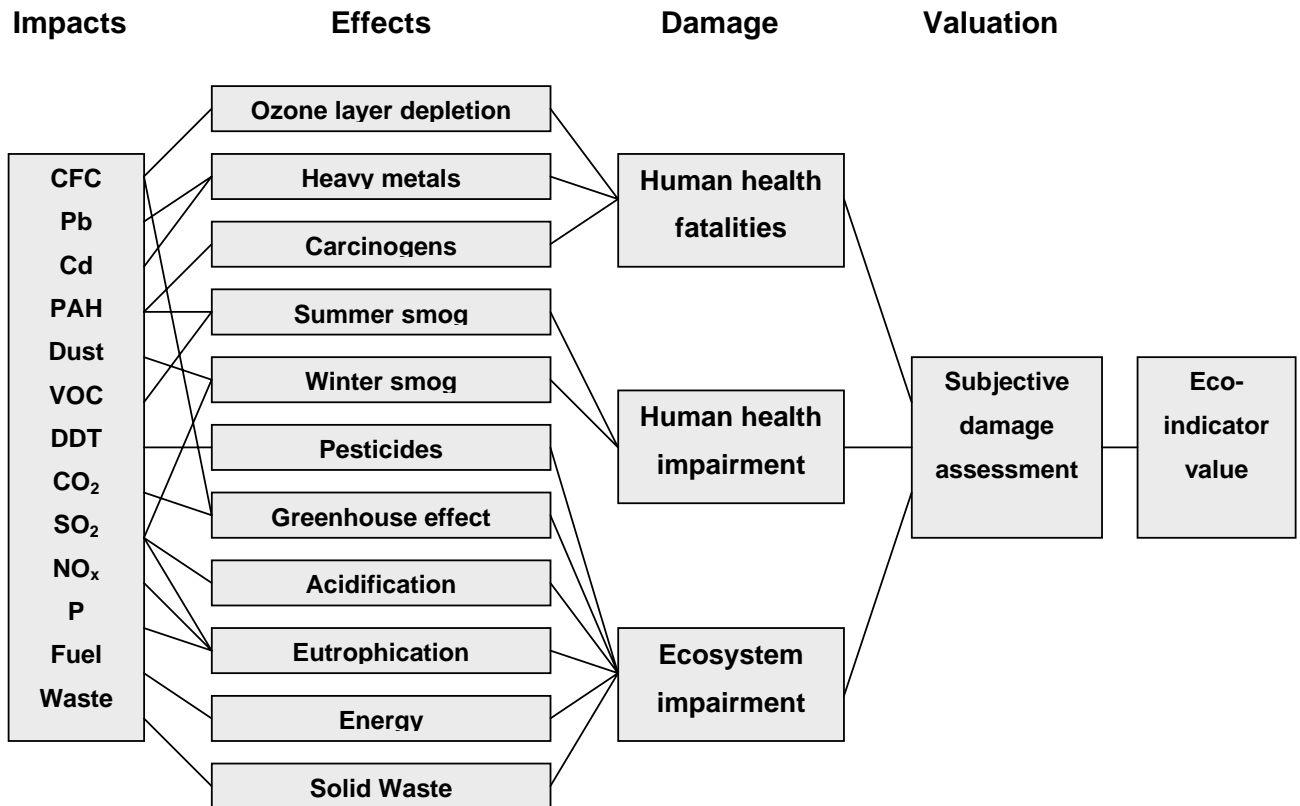 Impacts
Effects
Damage
Valuation
CFC
Pb
Cd
PAH
Dust
VOC
DDT
CO₂
SO₂
NOₓ
P
Fuel
Waste
Ozone layer depletion
Heavy metals
Carcinogens
Summer smog
Winter smog
Pesticides
Greenhouse effect
Acidification
Eutrophication
Energy
Solid Waste
Human health
fatalities
Human health
impairment
Ecosystem
impairment
Subjective
damage
assessment
Eco-
indicator
value